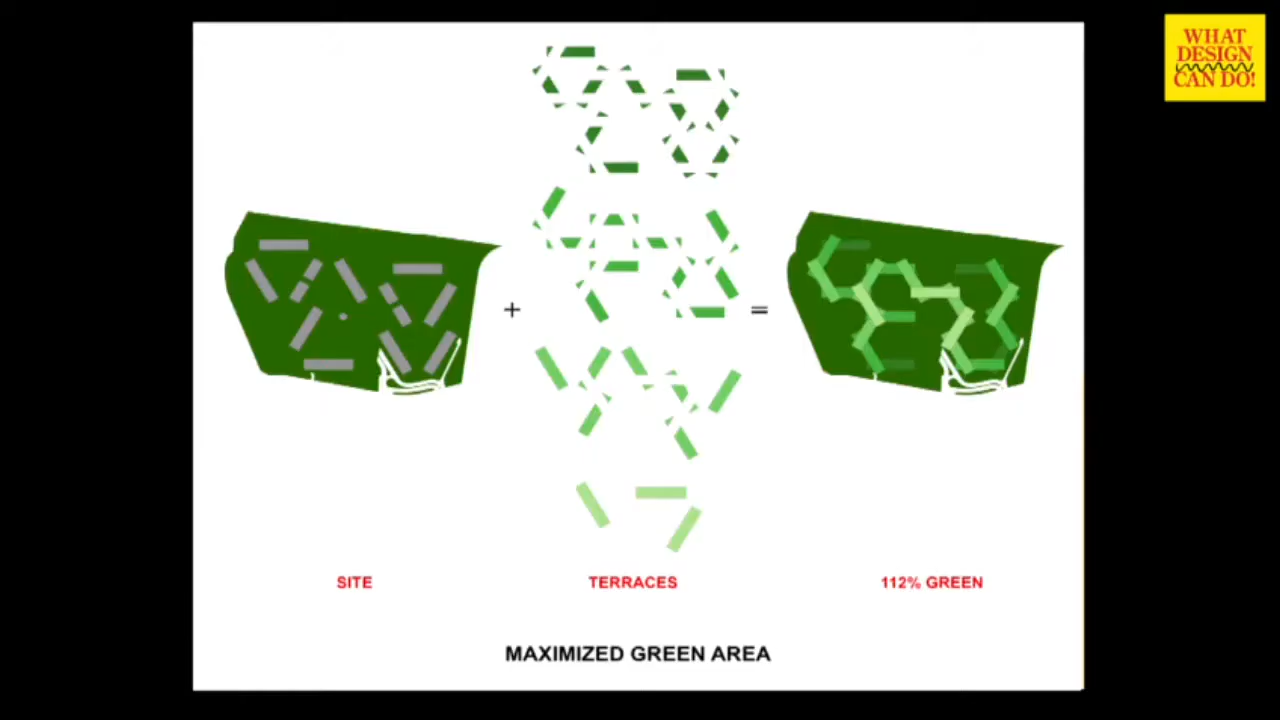 WHAT
DESIGN
CAN DO!
+
=
SITE
TERRACES
112% GREEN
MAXIMIZED GREEN AREA